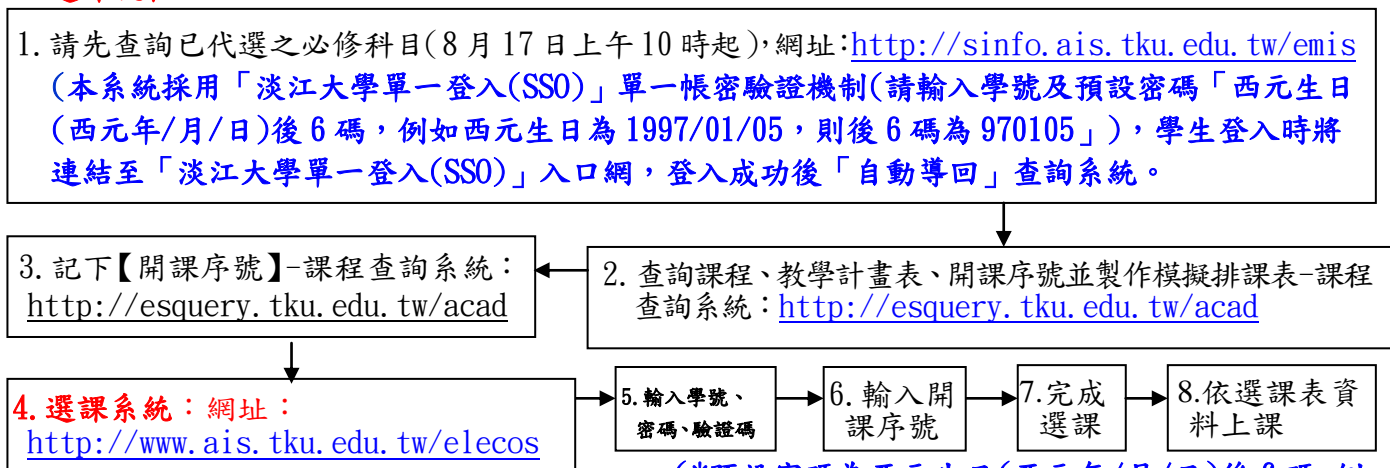 1.請先查詢已代選之必修科目(8月17日上午10時起),網址:http://sinfo.ais.tku.edu.tw/emis
(本系統採用「淡江大學單一登入(SSO)」單一帳密驗證機制(請輸入學號及預設密碼「西元生日
(西元年/月/日)後6碼,例如西元生日為1997/01/05,則後6碼為970105」),學生登入時將
連結至「淡江大學單一登入(SSO)」入口網,登入成功後「自動導回」查詢系統。
2.查詢課程、教學計畫表、開課序號並製作模擬排課表-課程
查詢系統:http://esquery.tku.edu.tw/acad
3.記下【開課序號】-課程查詢系統:
http://esquery.tku.edu.tw/acad
4.選課系統:網址:
http://www.ais.tku.edu.tw/elecos
5.輸入學號、
密碼、驗證碼
6.輸入開
課序號
7.完成
選課
8.依選課表資
料上課